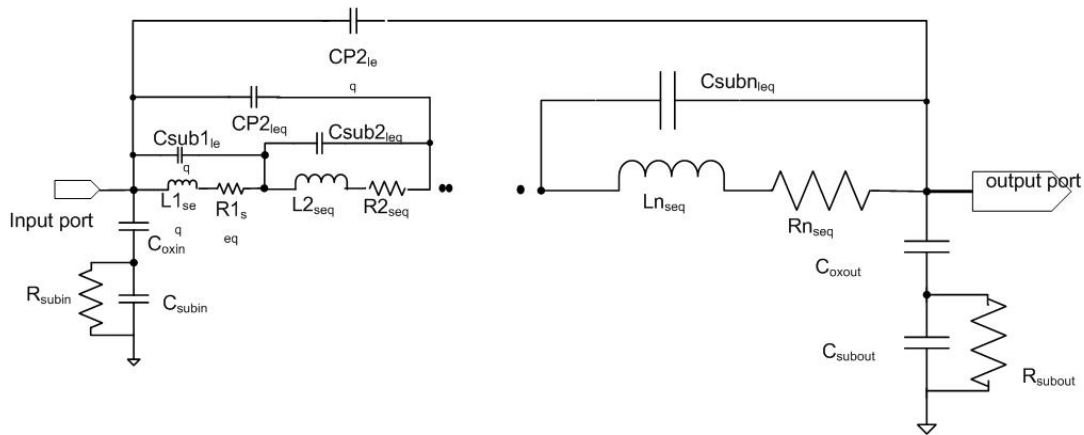 CP2le
q
Csubnleq
CP2leq
Csub1le
q
Csub2leq
L1se
q
R1s
eq
L2seq
R2seq
Lnseq
Rnseq
Input port
output port
Coxin
Rsubin
Csubin
Coxout
Csubout
Rsubout